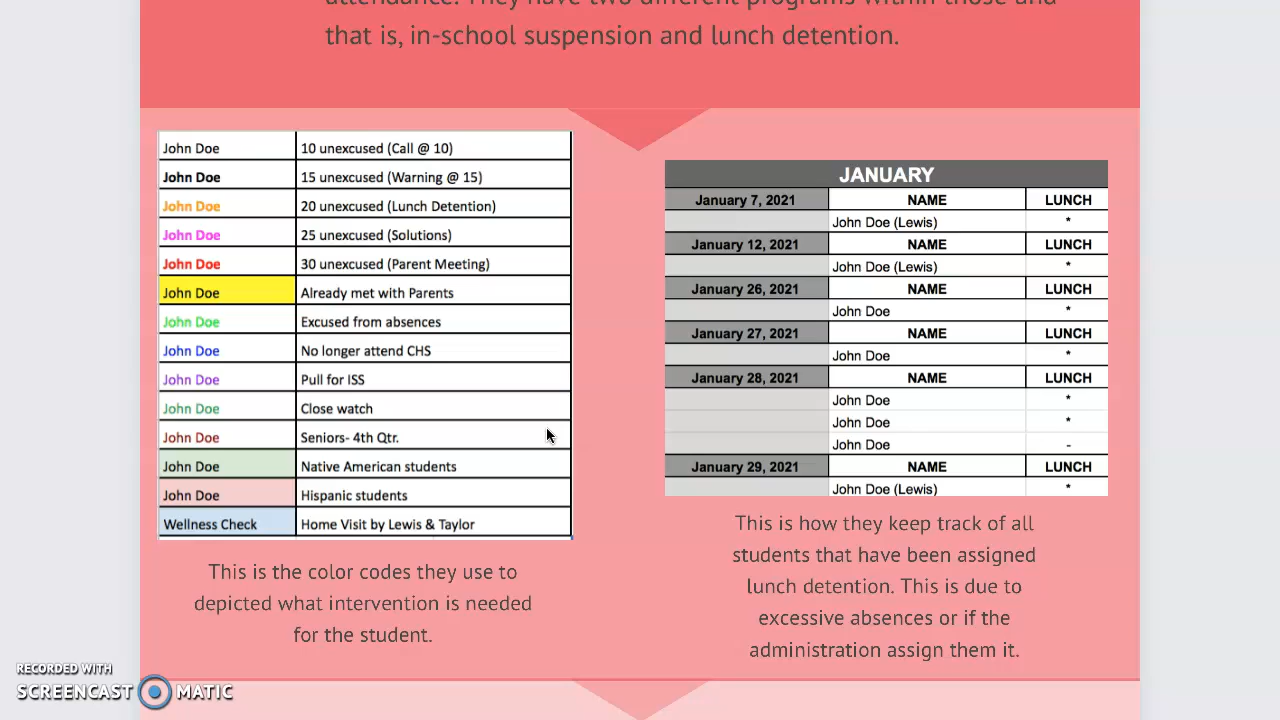 attendance. They have two different programs within those and
that is, in-school suspension and lunch detention.
John Doe 10 unexcused (Call @ 10)
John Doe 15 unexcused (Warning @ 15)
John Doe 20 unexcused (Lunch Detention)
John Doe 25 unexcused (Solutions)
John Doe 30 unexcused (Parent Meeting)
John Doe Already met with Parents
John Doe Excused from absences
John Doe No longer attend CHS
John Doe Pull for ISS
John Doe Close watch
John Doe Seniors- 4th Qtr.
John Doe Native American students
John Doe Hispanic students
Wellness Check Home Visit by Lewis & Taylor
This is the color codes they use to
depicted what intervention is needed
for the student.
JANUARY
January 7, 2021 NAME LUNCH
John Doe (Lewis) *
January 12, 2021 NAME LUNCH
John Doe (Lewis) *
January 26, 2021 NAME LUNCH
John Doe *
January 27, 2021 NAME LUNCH
John Doe *
January 28, 2021 NAME LUNCH
John Doe *
John Doe *
John Doe -
January 29, 2021 NAME LUNCH
John Doe (Lewis) *
This is how they keep track of all
students that have been assigned
lunch detention. This is due to
excessive absences or if the
administration assign them it.
RECORDED WITH
SCREENCAST MATIC